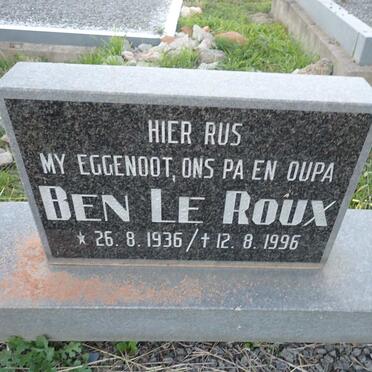 HIER RUS
MY EGGENOOT, ONS PA EN OUPA
BEN LE ROUX
* 26. 8. 1936 / † 12. 8. 1996